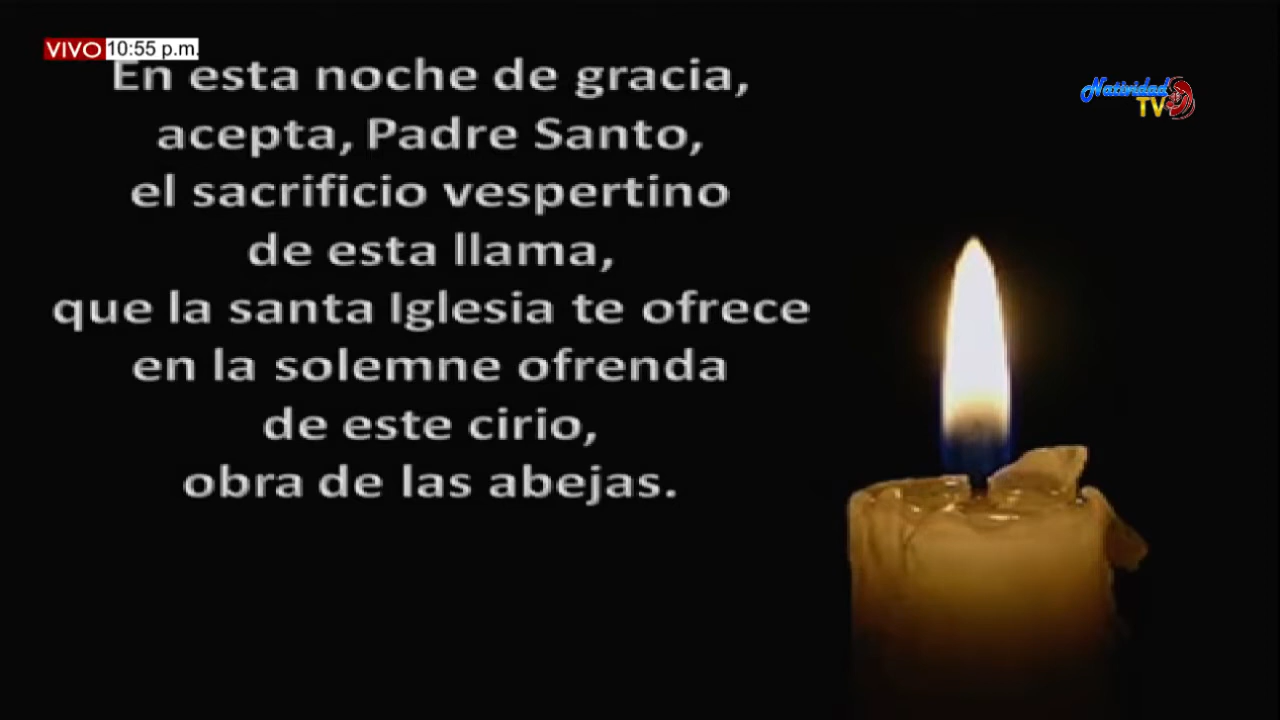 VIVO 10:55 p.m.
En esta noche de gracia,
acepta, Padre Santo,
el sacrificio vespertino
de esta llama,
que la santa Iglesia te ofrece
en la solemne ofrenda
de este cirio,
obra de las abejas.
Natividad
TV